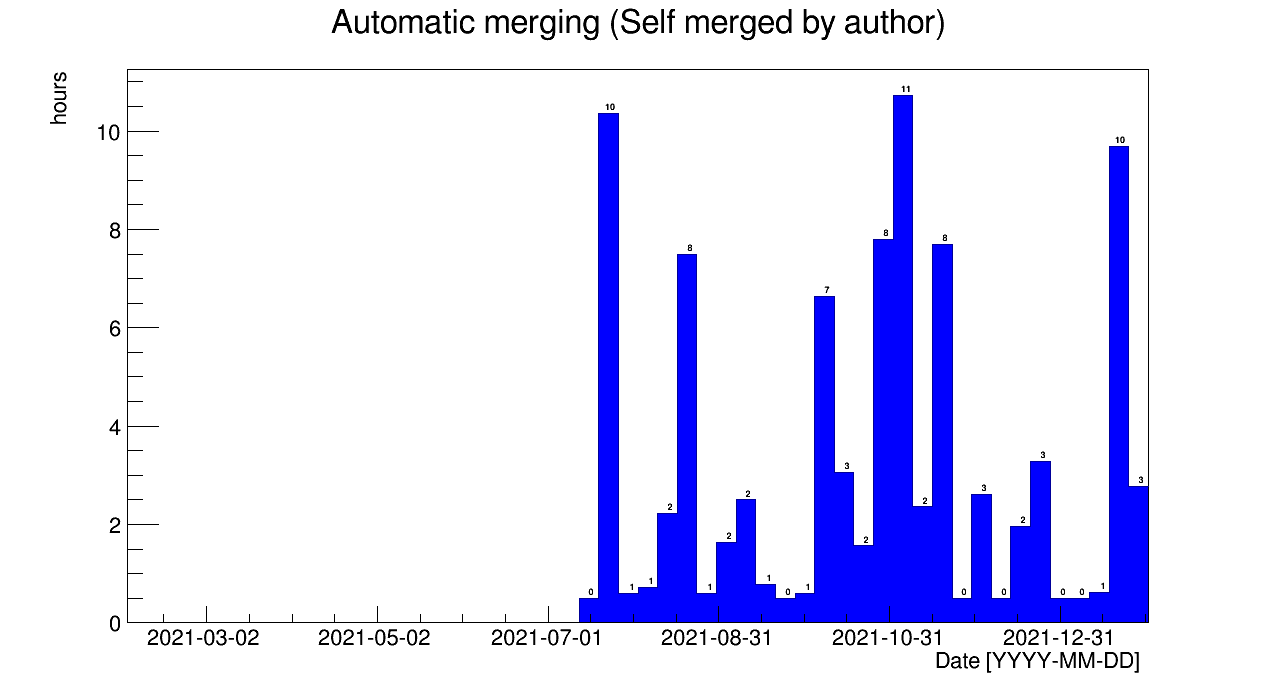 Automatic merging (Self merged by author)
hours
10
8
6
4
2
0
0 10 1 1 2 8 1 2 2 1 0 1 7 3 2 8 11 2 8 0 3 0 2 3 0 0 1 10 3
2021-03-02 2021-05-02 2021-07-01 2021-08-31 2021-10-31 2021-12-31
Date [YYYY-MM-DD]